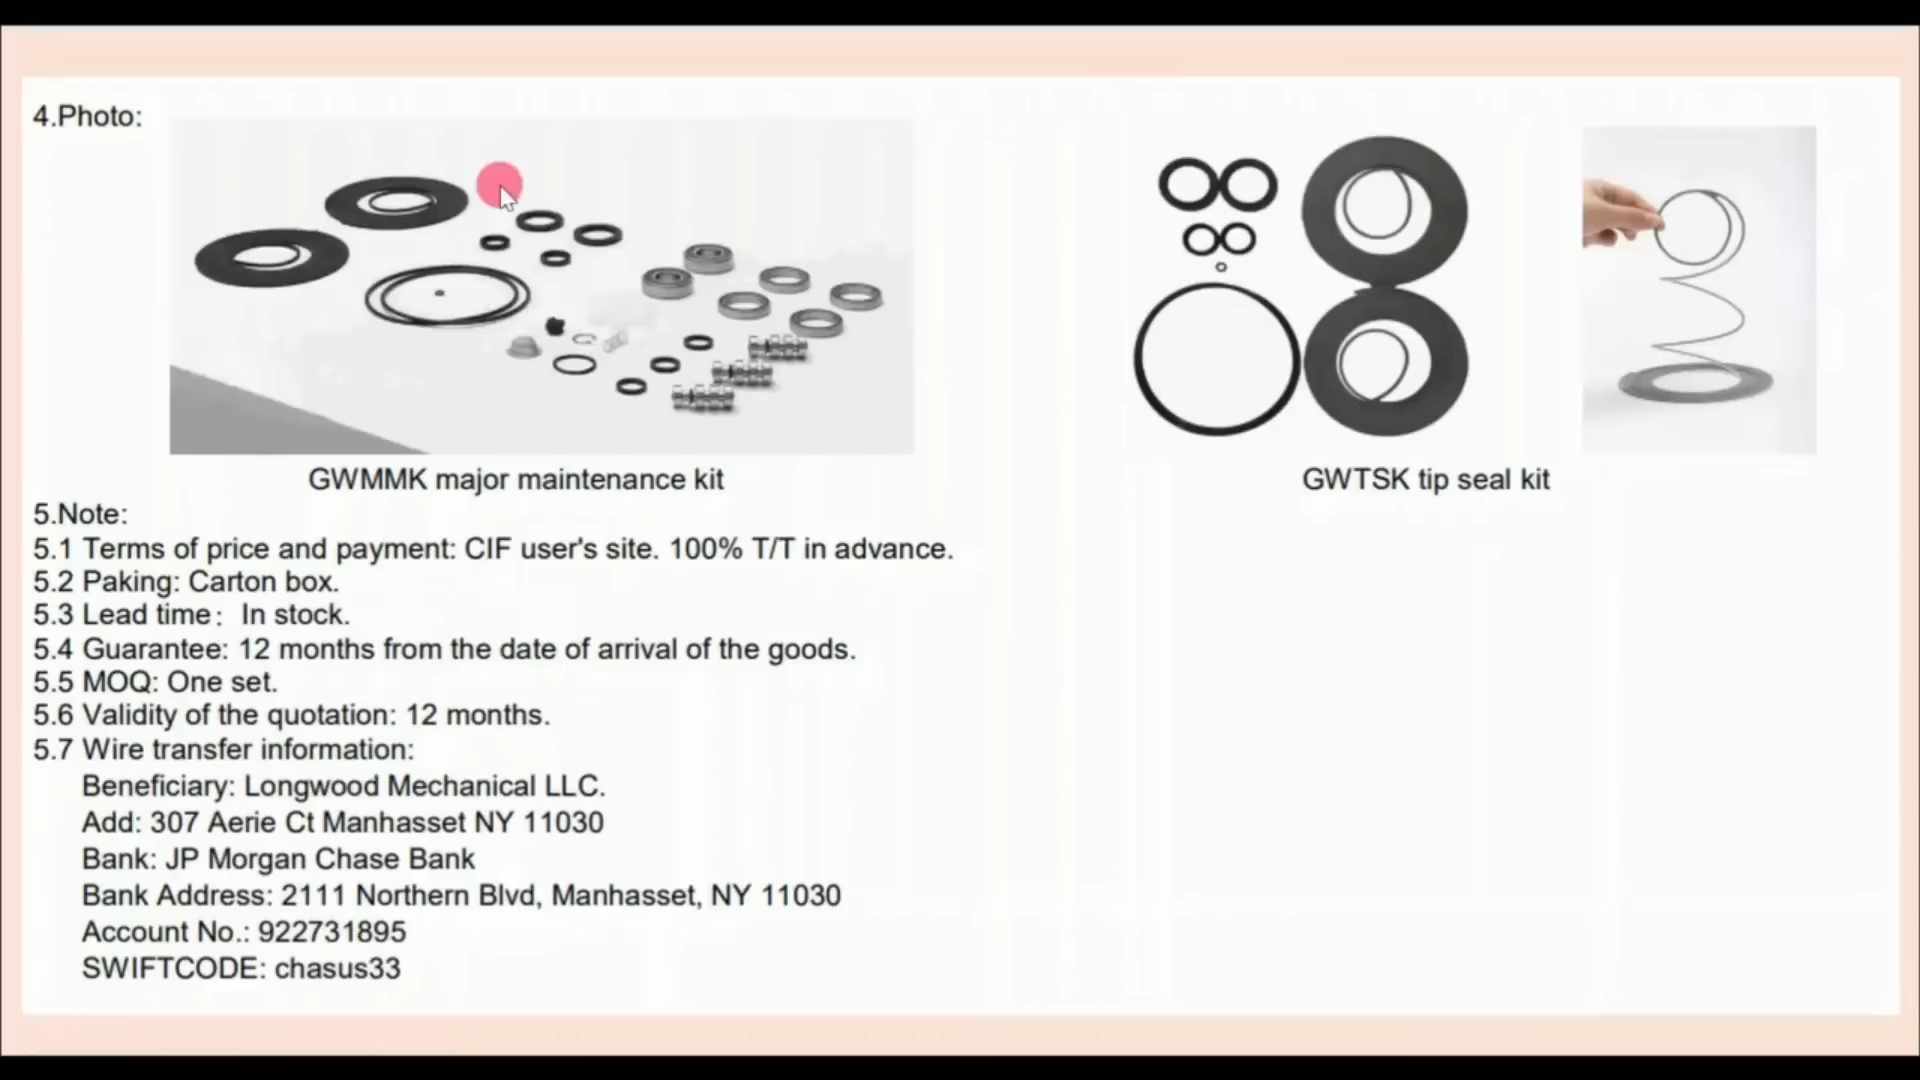 4.Photo:
GWMMK major maintenance kit
GWTSK tip seal kit
5.Note:
5.1 Terms of price and payment: CIF user's site. 100% T/T in advance.
5.2 Paking: Carton box.
5.3 Lead time： In stock.
5.4 Guarantee: 12 months from the date of arrival of the goods.
5.5 MOQ: One set.
5.6 Validity of the quotation: 12 months.
5.7 Wire transfer information:
Beneficiary: Longwood Mechanical LLC.
Add: 307 Aerie Ct Manhasset NY 11030
Bank: JP Morgan Chase Bank
Bank Address: 2111 Northern Blvd, Manhasset, NY 11030
Account No.: 922731895
SWIFTCODE: chasus33